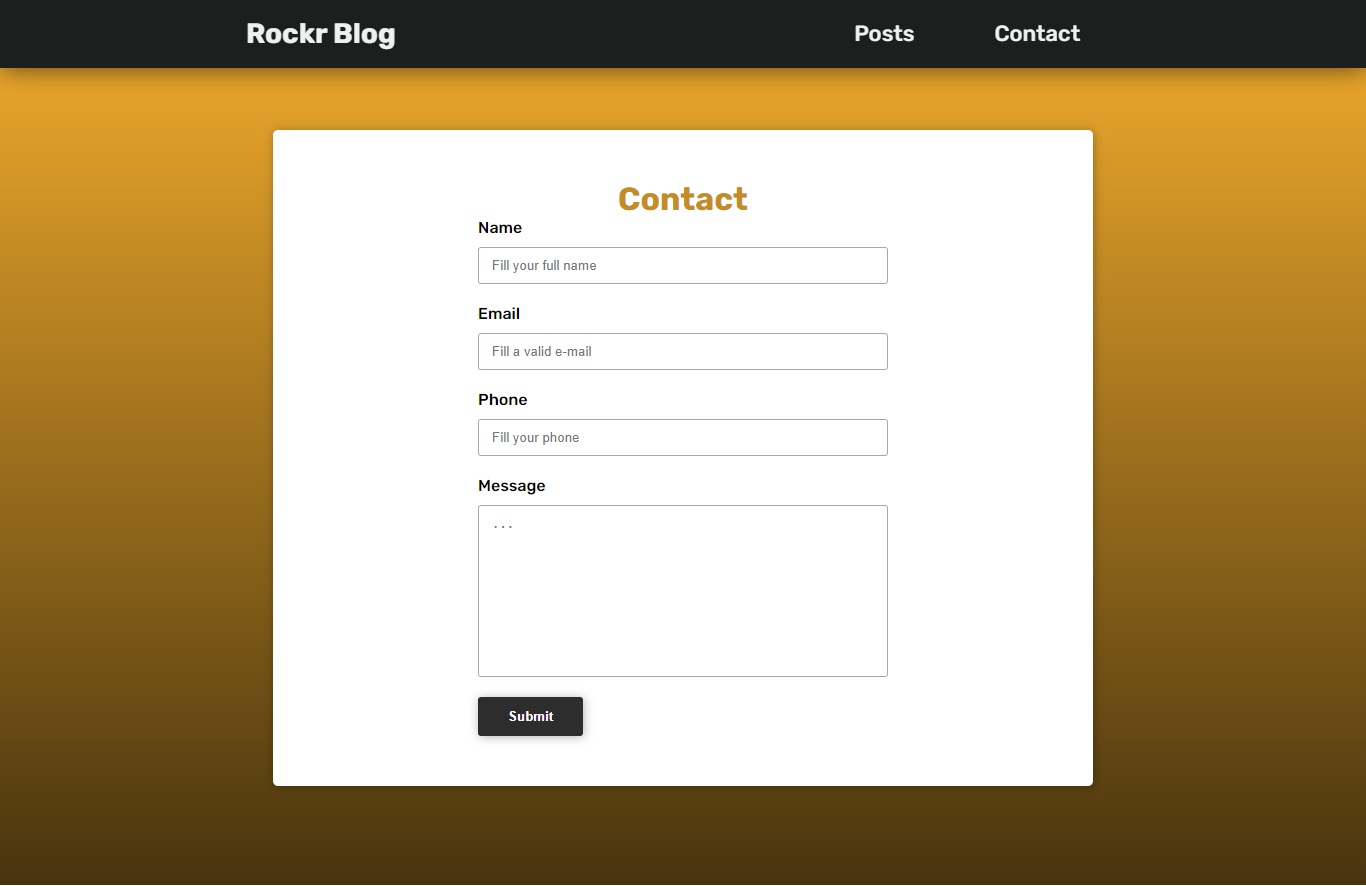 Rockr Blog Posts Contact
Contact
Name
Fill your full name
Email
Fill a valid e-mail
Phone
Fill your phone
Message
...
Submit